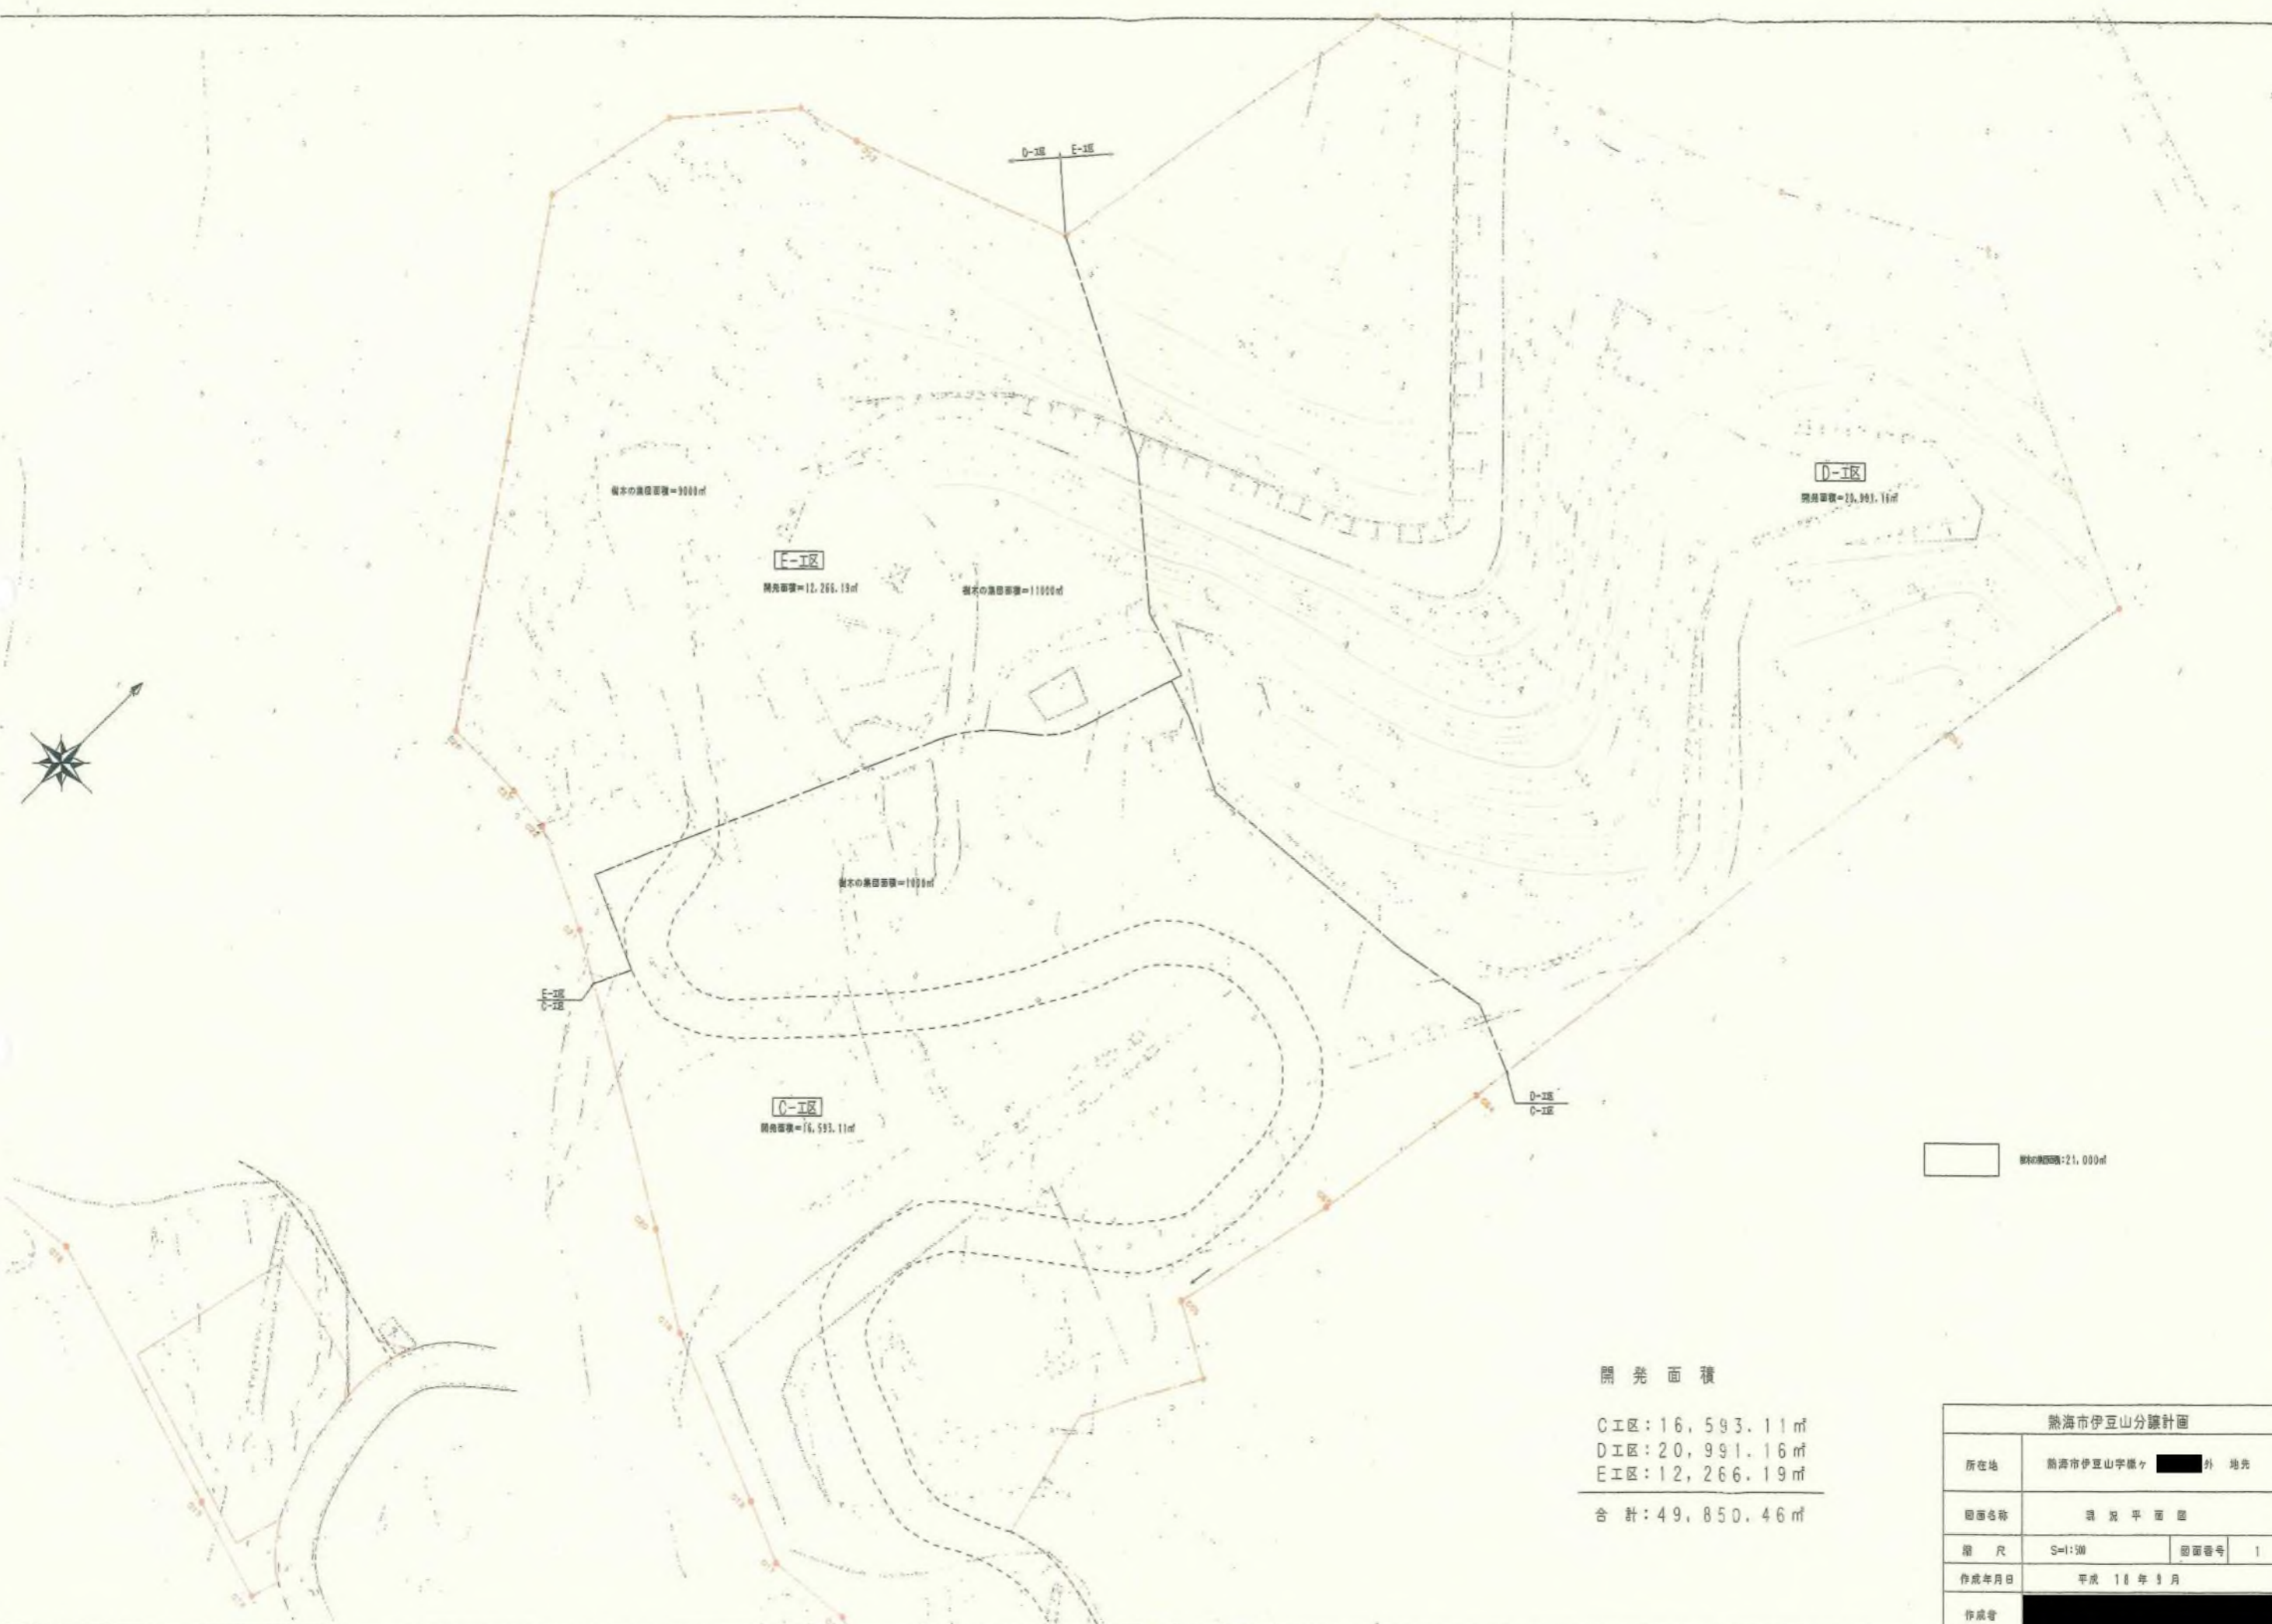 D-工区 E-工区
D-工区
開発面積=20,991.16㎡
樹木の集団面積=9000㎡
E-工区
開発面積=12,266.19㎡
樹木の集団面積=11000㎡
樹木の集団面積=1000㎡
E-工区
C-工区
C-工区
開発面積=16,593.11㎡
D-工区
C-工区
樹木の集団面積:21,000㎡
開発面積
C工区:16,593.11㎡
D工区:20,991.16㎡
E工区:12,266.19㎡
合計:49,850.46㎡
熱海市伊豆山分譲計画
所在地 熱海市伊豆山字 外 地先
図面名称 現況平面図
縮尺 S=1:500 図面番号 1
作成年月日 平成 18年9月
作成者